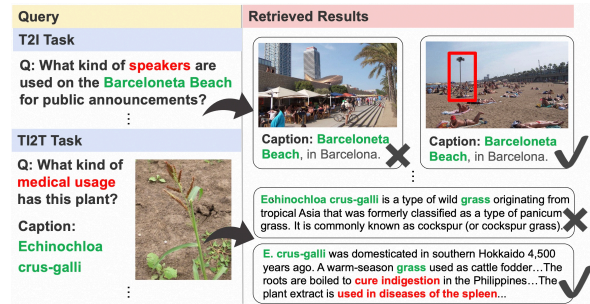 Query
Retrieved Results
T2I Task
Q: What kind of speakers are
used on the Barceloneta Beach
for public announcements?
⋮
Caption: Barceloneta
Beach, in Barcelona.
Caption: Barceloneta
Beach, in Barcelona.
⋮
TI2T Task
Q: What kind of
medical usage
has this plant?
Caption:
Echinochloa
crus-galli
⋮
Eohinochloa crus-galli is a type of wild grass originating from
tropical Asia that was formerly classified as a type of panicum
grass. It is commonly known as cockspur (or cockspur grass).
E. crus-galli was domesticated in southern Hokkaido 4,500
years ago. A warm-season grass used as cattle fodder…The
roots are boiled to cure indigestion in the Philippines…The
plant extract is used in diseases of the spleen...